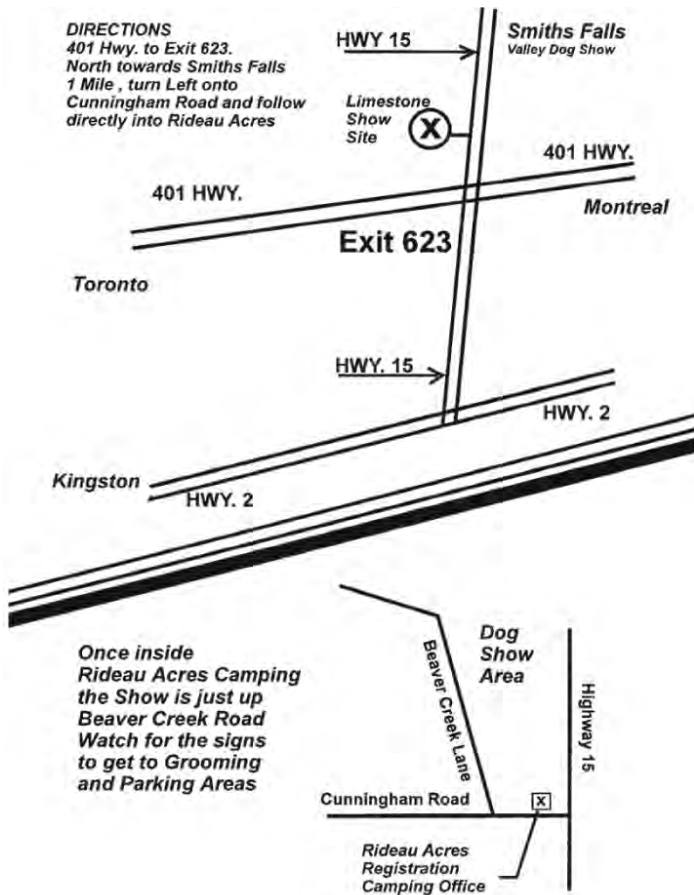 DIRECTIONS
401 Hwy. to Exit 623.
North towards Smiths Falls
1 Mile , turn Left onto
Cunningham Road and follow
directly into Rideau Acres
HWY 15
Smiths Falls
Valley Dog Show
Limestone
Show
Site
X
401 HWY.
401 HWY.
Montreal
Exit 623
Toronto
HWY. 15
HWY. 2
Kingston
HWY. 2
Once inside
Rideau Acres Camping
the Show is just up
Beaver Creek Road
Watch for the signs
to get to Grooming
and Parking Areas
Beaver Creek Lane
Dog
Show
Area
Highway 15
Cunningham Road
X
Rideau Acres
Registration
Camping Office